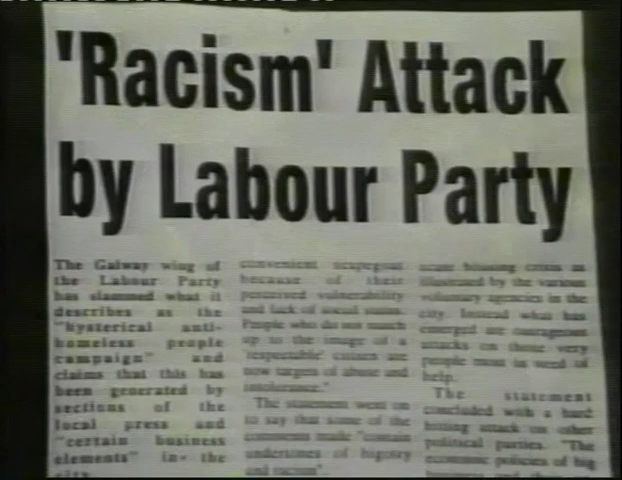 'Racism' Attack
by Labour Party
The Galway wing of
the Labour Party
has slammed what it
describes as the
"hysterical anti-
homeless people
campaign" and
claims that this has
been generated by
sections of the
local press and
"certain business
elements" in the
city
convenient scapegoat
because of their
perceived vulnerability
and lack of social status.
People who do not match
up to the image of a
'respectable' citizen are
now targets of abuse and
intolerance."
The statement went on
to say that some of the
comments made "contain
undertones of bigotry
and racism".
housing crisis as
illustrated by the various
voluntary agencies in the
city. Instead what has
emerged are outrageous
attacks on those very
people most in need of
help.
The statement
concluded with a hard
hitting attack on other
political parties. "The
economic policies of big
business and